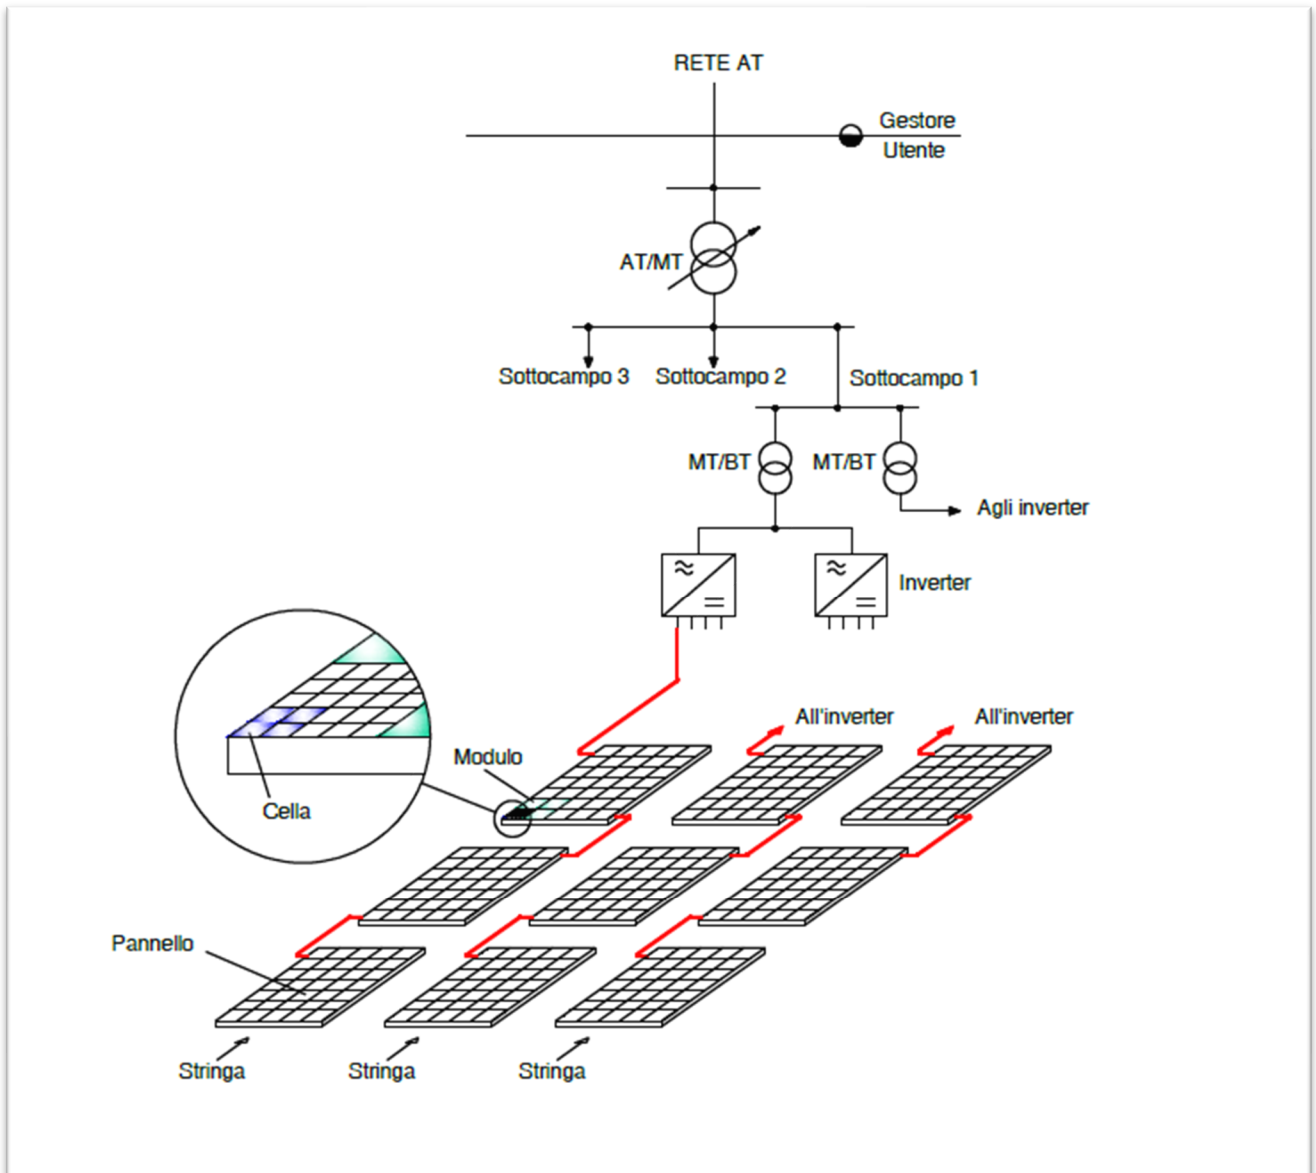 RETE AT
Gestore
Utente
AT/MT
Sottocampo 3
Sottocampo 2
Sottocampo 1
MT/BT
MT/BT
Agli inverter
Inverter
All'inverter
All'inverter
Modulo
Cella
Pannello
Stringa
Stringa
Stringa